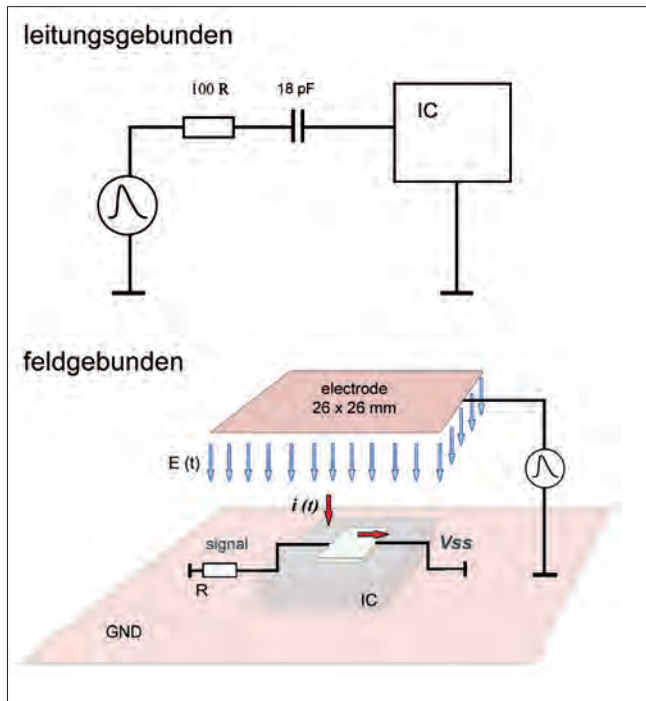 leitungsgebunden
100 R
18 pF
IC
feldgebunden
electrode
26 x 26 mm
E (t)
i (t)
signal
Vss
R
IC
GND